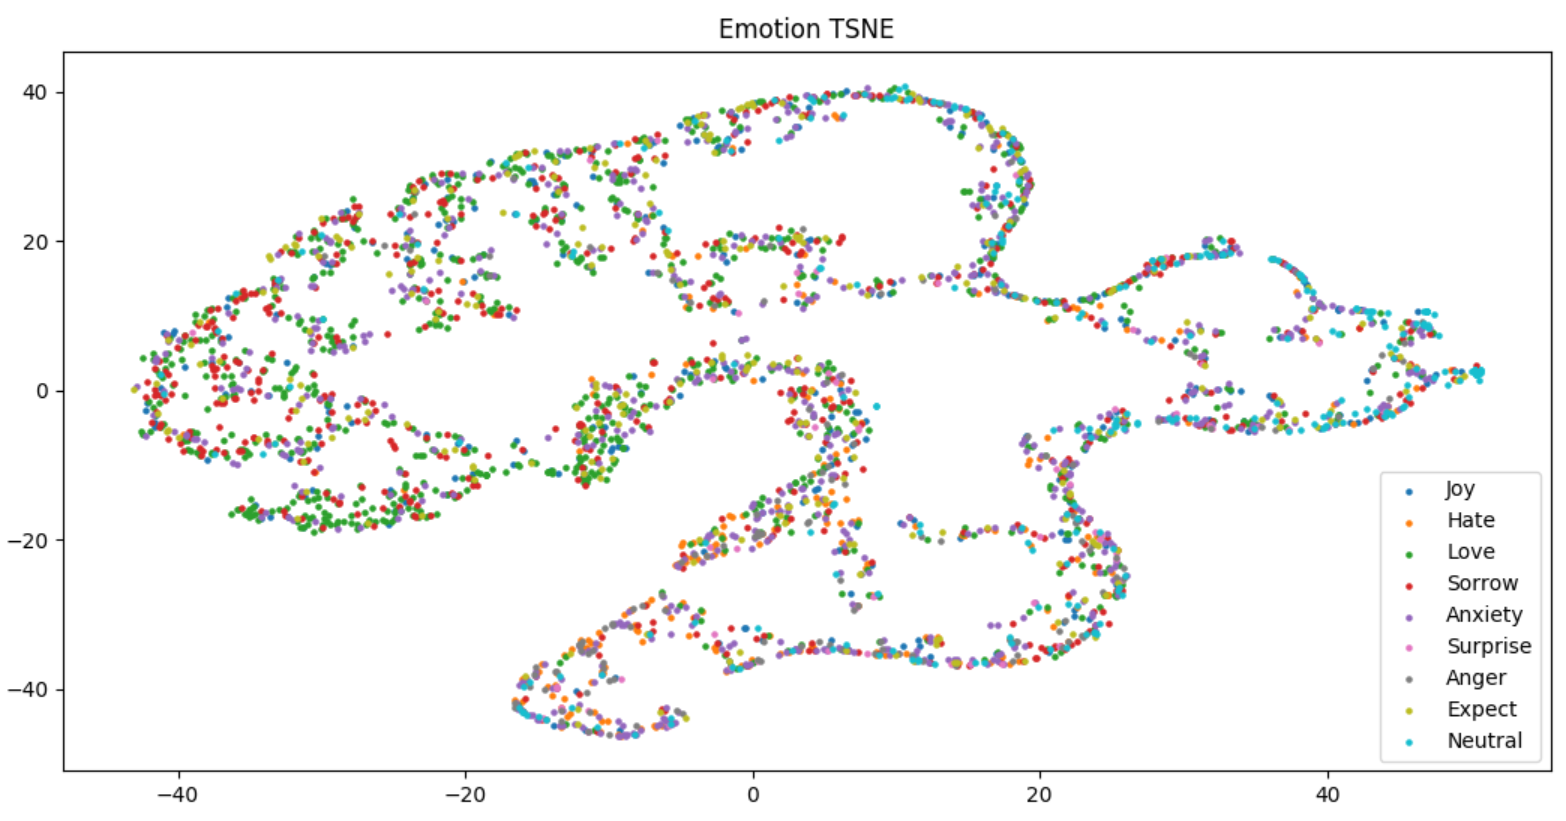 Emotion TSNE
40
20
0
−20
−40
−40
−20
0
20
40
Joy
Hate
Love
Sorrow
Anxiety
Surprise
Anger
Expect
Neutral